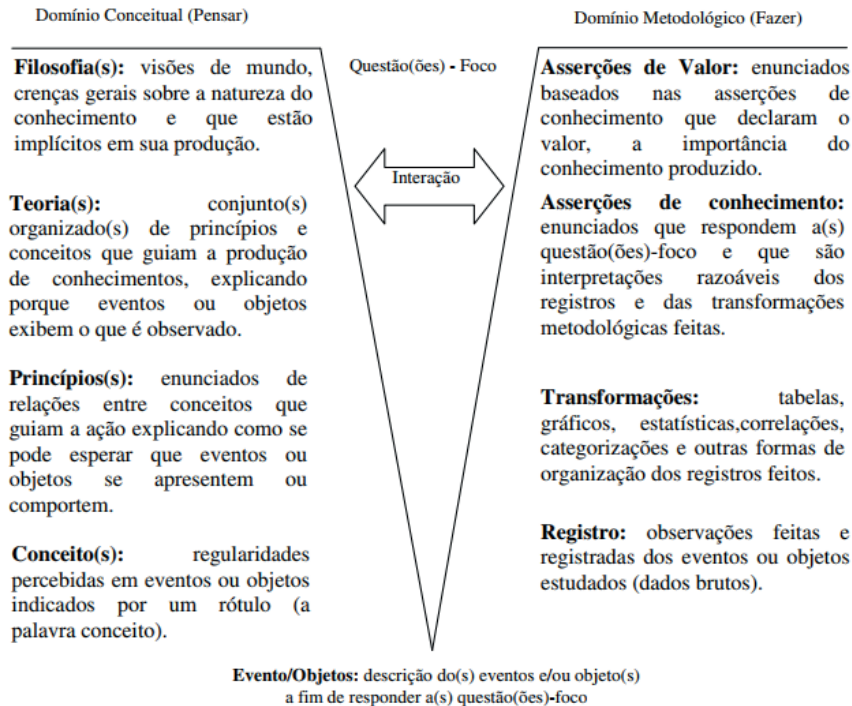 Domínio Conceitual (Pensar)
Domínio Metodológico (Fazer)
Filosofia(s): visões de mundo,
crenças gerais sobre a natureza do
conhecimento e que estão
implícitos em sua produção.
Teoria(s): conjunto(s)
organizado(s) de princípios e
conceitos que guiam a produção
de conhecimentos, explicando
porque eventos ou objetos
exibem o que é observado.
Princípios(s): enunciados de
relações entre conceitos que
guiam a ação explicando como se
pode esperar que eventos ou
objetos se apresentem ou
comportem.
Conceito(s): regularidades
percebidas em eventos ou objetos
indicados por um rótulo (a
palavra conceito).
Questão(ões) - Foco
Interação
Asserções de Valor: enunciados
baseados nas asserções de
conhecimento que declaram o
valor, a importância do
conhecimento produzido.
Asserções de conhecimento:
enunciados que respondem a(s)
questão(ões)-foco e que são
interpretações razoáveis dos
registros e das transformações
metodológicas feitas.
Transformações: tabelas,
gráficos, estatísticas,correlações,
categorizações e outras formas de
organização dos registros feitos.
Registro: observações feitas e
registradas dos eventos ou objetos
estudados (dados brutos).
Evento/Objetos: descrição do(s) eventos e/ou objeto(s)
a fim de responder a(s) questão(ões)-foco